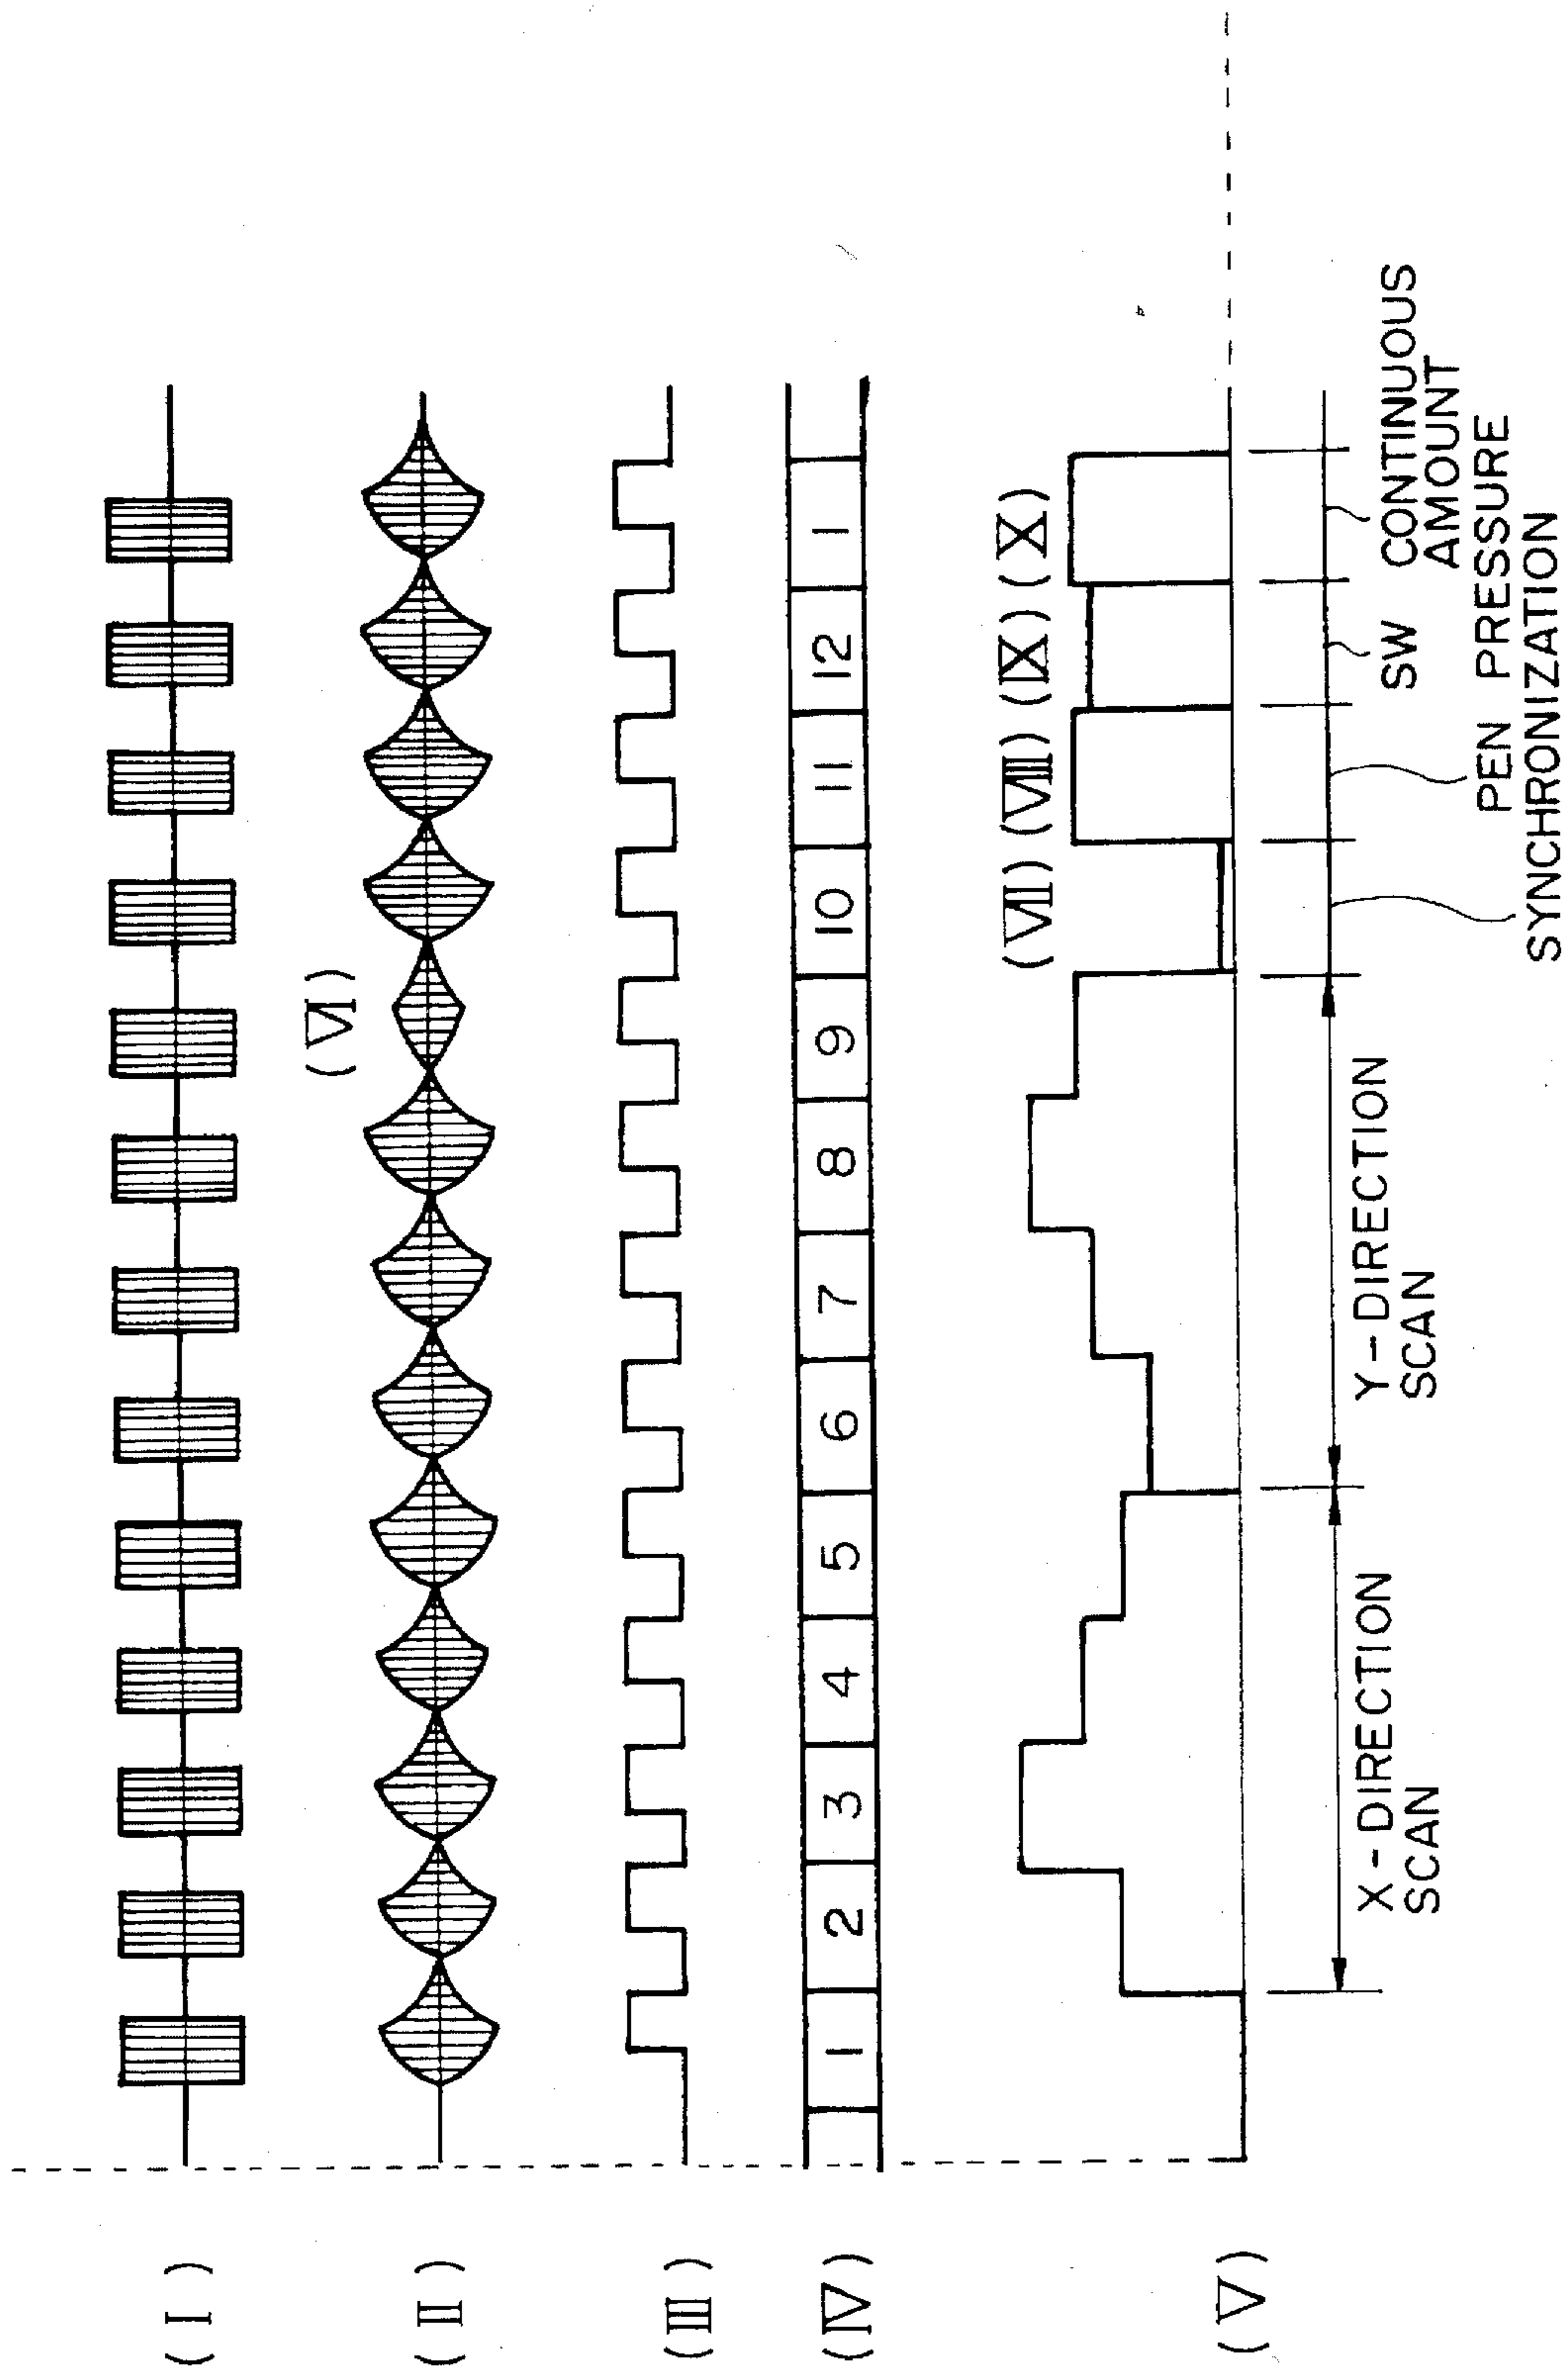 ( I )
( II )
( VI )
( III )
( IV ) 1 2 3 4 5 6 7 8 9 10 11 12 1
( VII ) ( VIII ) ( IX ) ( X )
( V )
X-DIRECTION
SCAN
Y-DIRECTION
SCAN
SW
CONTINUOUS
AMOUNT
PEN PRESSURE
SYNCHRONIZATION